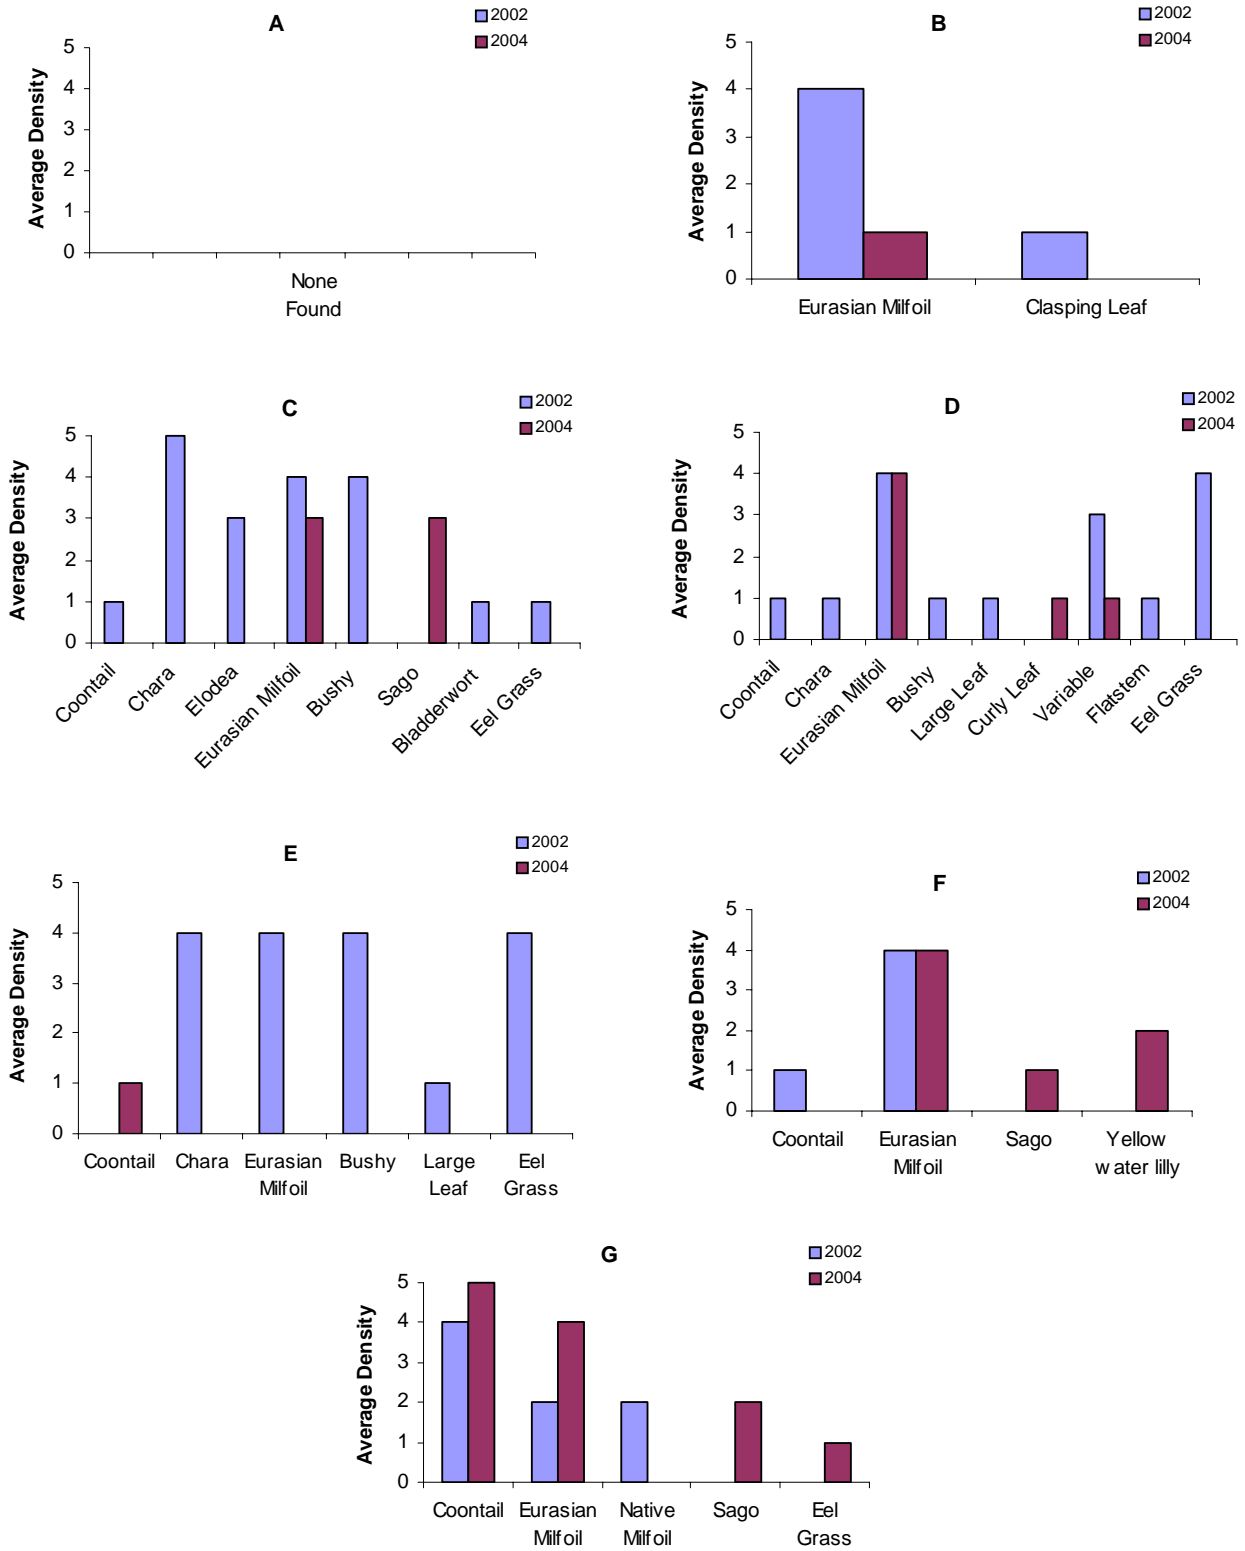 A
2002
2004
Average Density
5
4
3
2
1
0
None
Found
B
2002
2004
Average Density
5
4
3
2
1
0
Eurasian Milfoil
Clasping Leaf
C
2002
2004
Average Density
5
4
3
2
1
0
Coontail
Chara
Elodea
Eurasian Milfoil
Bushy
Sago
Bladderwort
Eel Grass
D
2002
2004
Average Density
5
4
3
2
1
0
Coontail
Chara
Eurasian Milfoil
Bushy
Large Leaf
Curly Leaf
Variable
Flatstem
Eel Grass
E
2002
2004
Average Density
5
4
3
2
1
0
Coontail
Chara
Eurasian
Milfoil
Bushy
Large
Leaf
Eel
Grass
F
2002
2004
Average Density
5
4
3
2
1
0
Coontail
Eurasian
Milfoil
Sago
Yellow
water lilly
G
2002
2004
Average Density
5
4
3
2
1
0
Coontail
Eurasian
Milfoil
Native
Milfoil
Sago
Eel
Grass